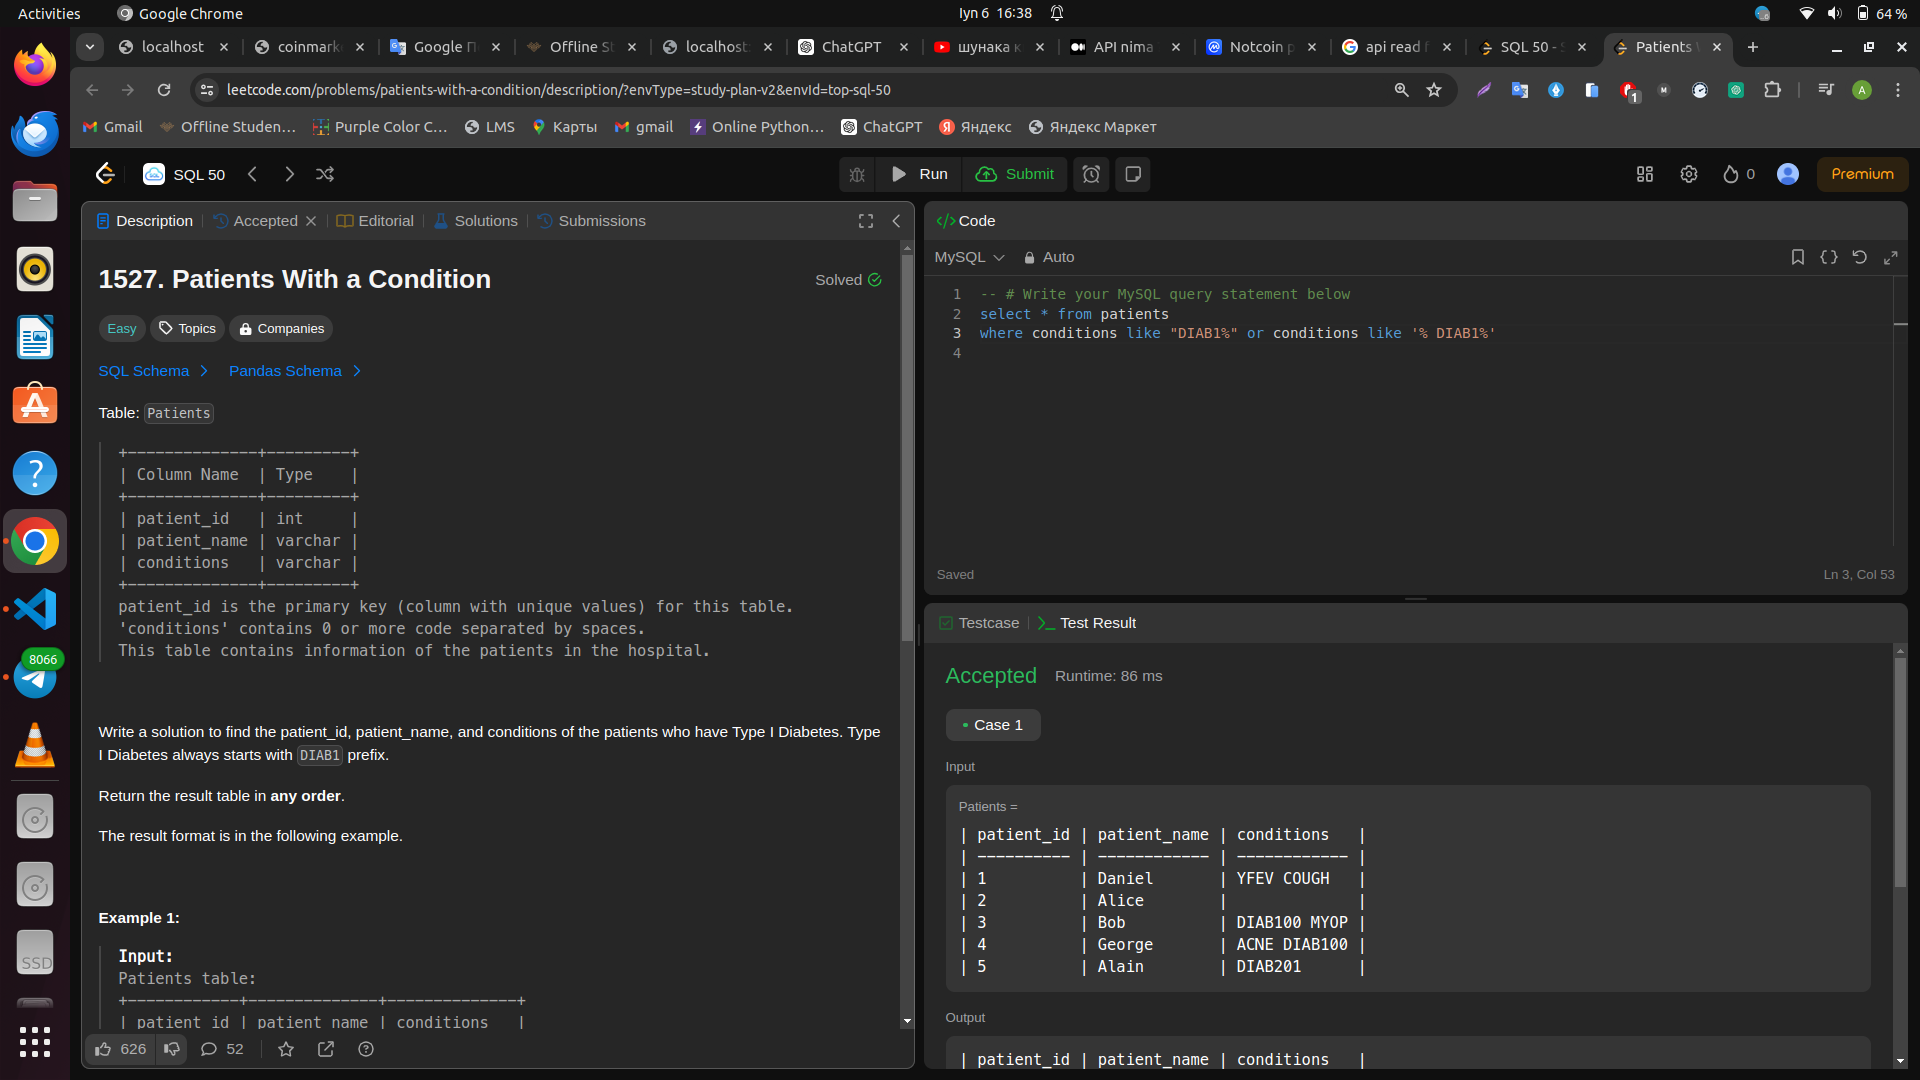 Activities
Google Chrome
Iyn 6 16:38
64 %
localhost
coinmark
Google П
Offline St
localhost:
ChatGPT
шунака к
API nima
Notcoin p
api read f
SQL 50 - S
Patients W
leetcode.com/problems/patients-with-a-condition/description/?envType=study-plan-v2&envId=top-sql-50
1
A
Gmail
Offline Studen...
Purple Color C...
LMS
Карты
gmail
Online Python...
ChatGPT
Яндекс
Яндекс Маркет
SQL 50
Run
Submit
0
Premium
Description
Accepted
Editorial
Solutions
Submissions
1527. Patients With a Condition
Solved
Easy
Topics
Companies
SQL Schema
Pandas Schema
Table: Patients
+--------------+---------+
| Column Name  | Type    |
+--------------+---------+
| patient_id   | int     |
| patient_name | varchar |
| conditions   | varchar |
+--------------+---------+
patient_id is the primary key (column with unique values) for this table.
'conditions' contains 0 or more code separated by spaces.
This table contains information of the patients in the hospital.
Write a solution to find the patient_id, patient_name, and conditions of the patients who have Type I Diabetes. Type
I Diabetes always starts with DIAB1 prefix.
Return the result table in any order.
The result format is in the following example.
Example 1:
Input:
Patients table:
+------------+--------------+--------------+
| patient_id | patient_name | conditions   |
626
52
8066
SSD
Code
MySQL
Auto
1 -- # Write your MySQL query statement below
2 select * from patients
3 where conditions like "DIAB1%" or conditions like '% DIAB1%'
4
Saved
Ln 3, Col 53
Testcase
Test Result
Accepted
Runtime: 86 ms
Case 1
Input
Patients =
| patient_id | patient_name | conditions   |
| ---------- | ------------ | ------------ |
| 1          | Daniel       | YFEV COUGH   |
| 2          | Alice        |              |
| 3          | Bob          | DIAB100 MYOP |
| 4          | George       | ACNE DIAB100 |
| 5          | Alain        | DIAB201      |
Output
| patient_id | patient_name | conditions   |